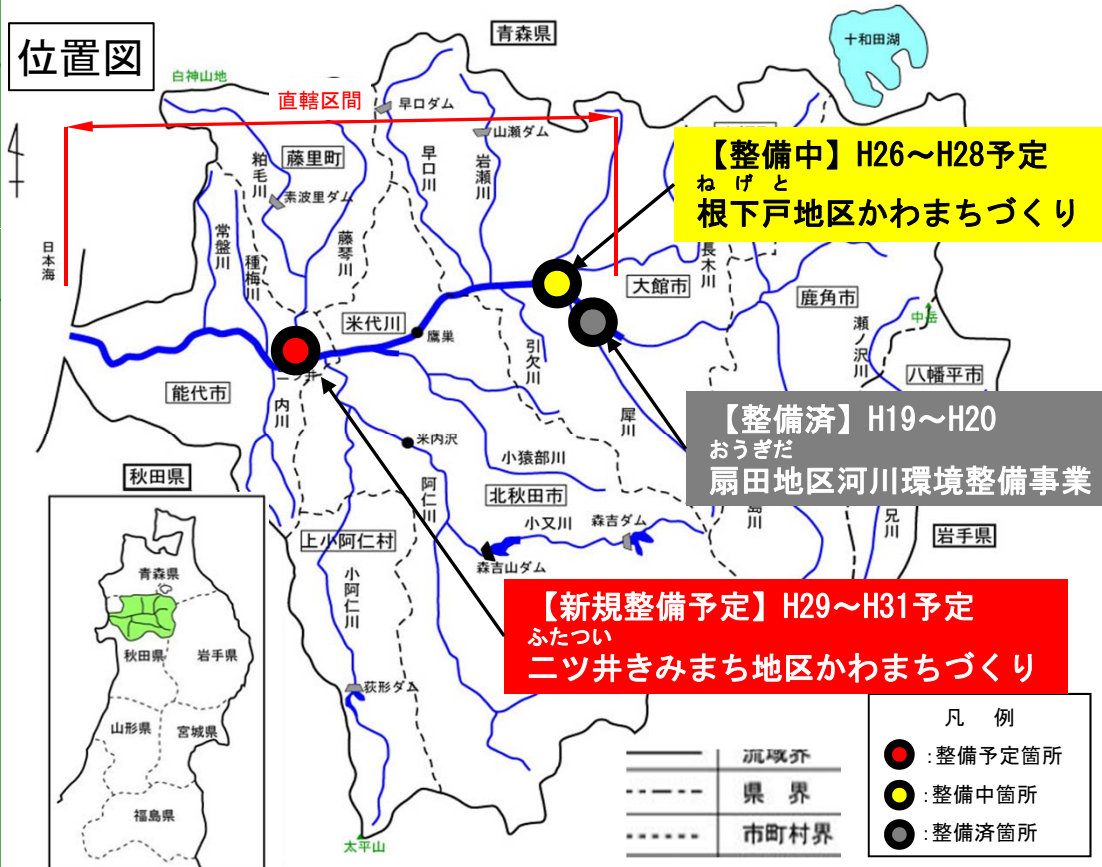 位置図
青森県
十和田湖
白神山地
直轄区間
早口ダム
山瀬ダム
藤里町
粕毛川
素波里ダム
早口川
岩瀬川
【整備中】H26～H28予定
ねげと
根下戸地区かわまちづくり
日本海
常盤川
種梅川
藤琴川
長木川
大館市
鹿角市
瀬ノ沢川
中岳
米代川
鷹巣
引欠川
八幡平市
能代市
内川
犀川
【整備済】H19～H20
おうぎだ
扇田地区河川環境整備事業
米内沢
小猿部川
秋田県
阿仁川
北秋田市
小又川
森吉ダム
岩手県
上小阿仁村
森吉山ダム
小阿仁川
【新規整備予定】H29～H31予定
ふたつい
二ツ井きみまち地区かわまちづくり
青森県
秋田県
岩手県
山形県
宮城県
福島県
萩形ダム
太平山
流域界
県界
市町村界
凡例
:整備予定箇所
:整備中箇所
:整備済箇所